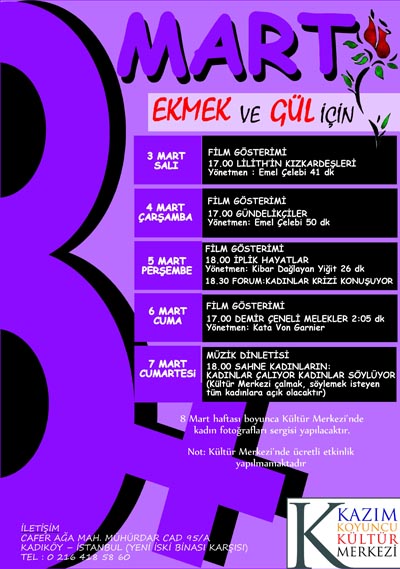 8 MART
EKMEK VE GÜL İÇİN
3 MART
SALI
FİLM GÖSTERİMİ
17.00 LİLİTH'İN KIZKARDEŞLERİ
Yönetmen : Emel Çelebi 41 dk
4 MART
ÇARŞAMBA
FİLM GÖSTERİMİ
17.00 GÜNDELİKÇİLER
Yönetmen: Emel Çelebi 50 dk
5 MART
PERŞEMBE
FİLM GÖSTERİMİ
18.00 İPLİK HAYATLAR
Yönetmen: Kibar Dağlayan Yiğit 26 dk
18.30 FORUM:KADINLAR KRİZİ KONUŞUYOR
6 MART
CUMA
FİLM GÖSTERİMİ
17.00 DEMİR ÇENELİ MELEKLER 2:05 dk
Yönetmen: Kata Von Garnier
7 MART
CUMARTESİ
MÜZİK DİNLETİSİ
18.00 SAHNE KADINLARIN:
KADINLAR ÇALIYOR KADINLAR SÖYLÜYOR
(Kültür Merkezi çalmak, söylemek isteyen
tüm kadınlara açık olacaktır)
8 Mart haftası boyunca Kültür Merkezi'nde
kadın fotoğrafları sergisi yapılacaktır.
Not: Kültür Merkezi'nde ücretli etkinlik
yapılmamaktadır
İLETİŞİM
CAFER AĞA MAH. MÜHÜRDAR CAD 95/A
KADIKÖY – İSTANBUL (YENİ İSKİ BİNASI KARŞISI)
TEL : 0 216 418 58 60
K KAZIM
KOYUNCU
KÜLTÜR
MERKEZİ